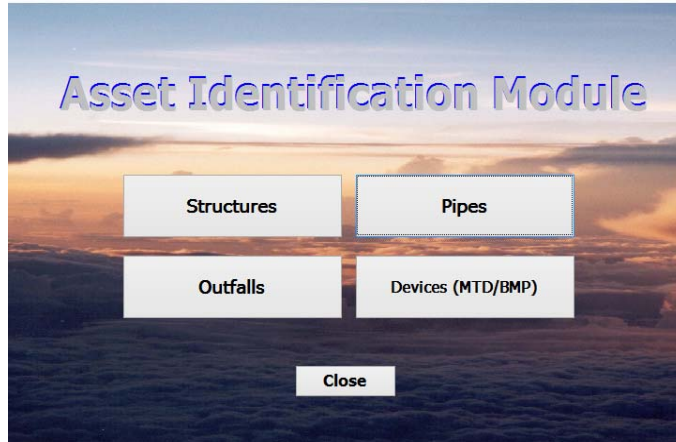 Asset Identification Module
Structures
Pipes
Outfalls
Devices (MTD/BMP)
Close